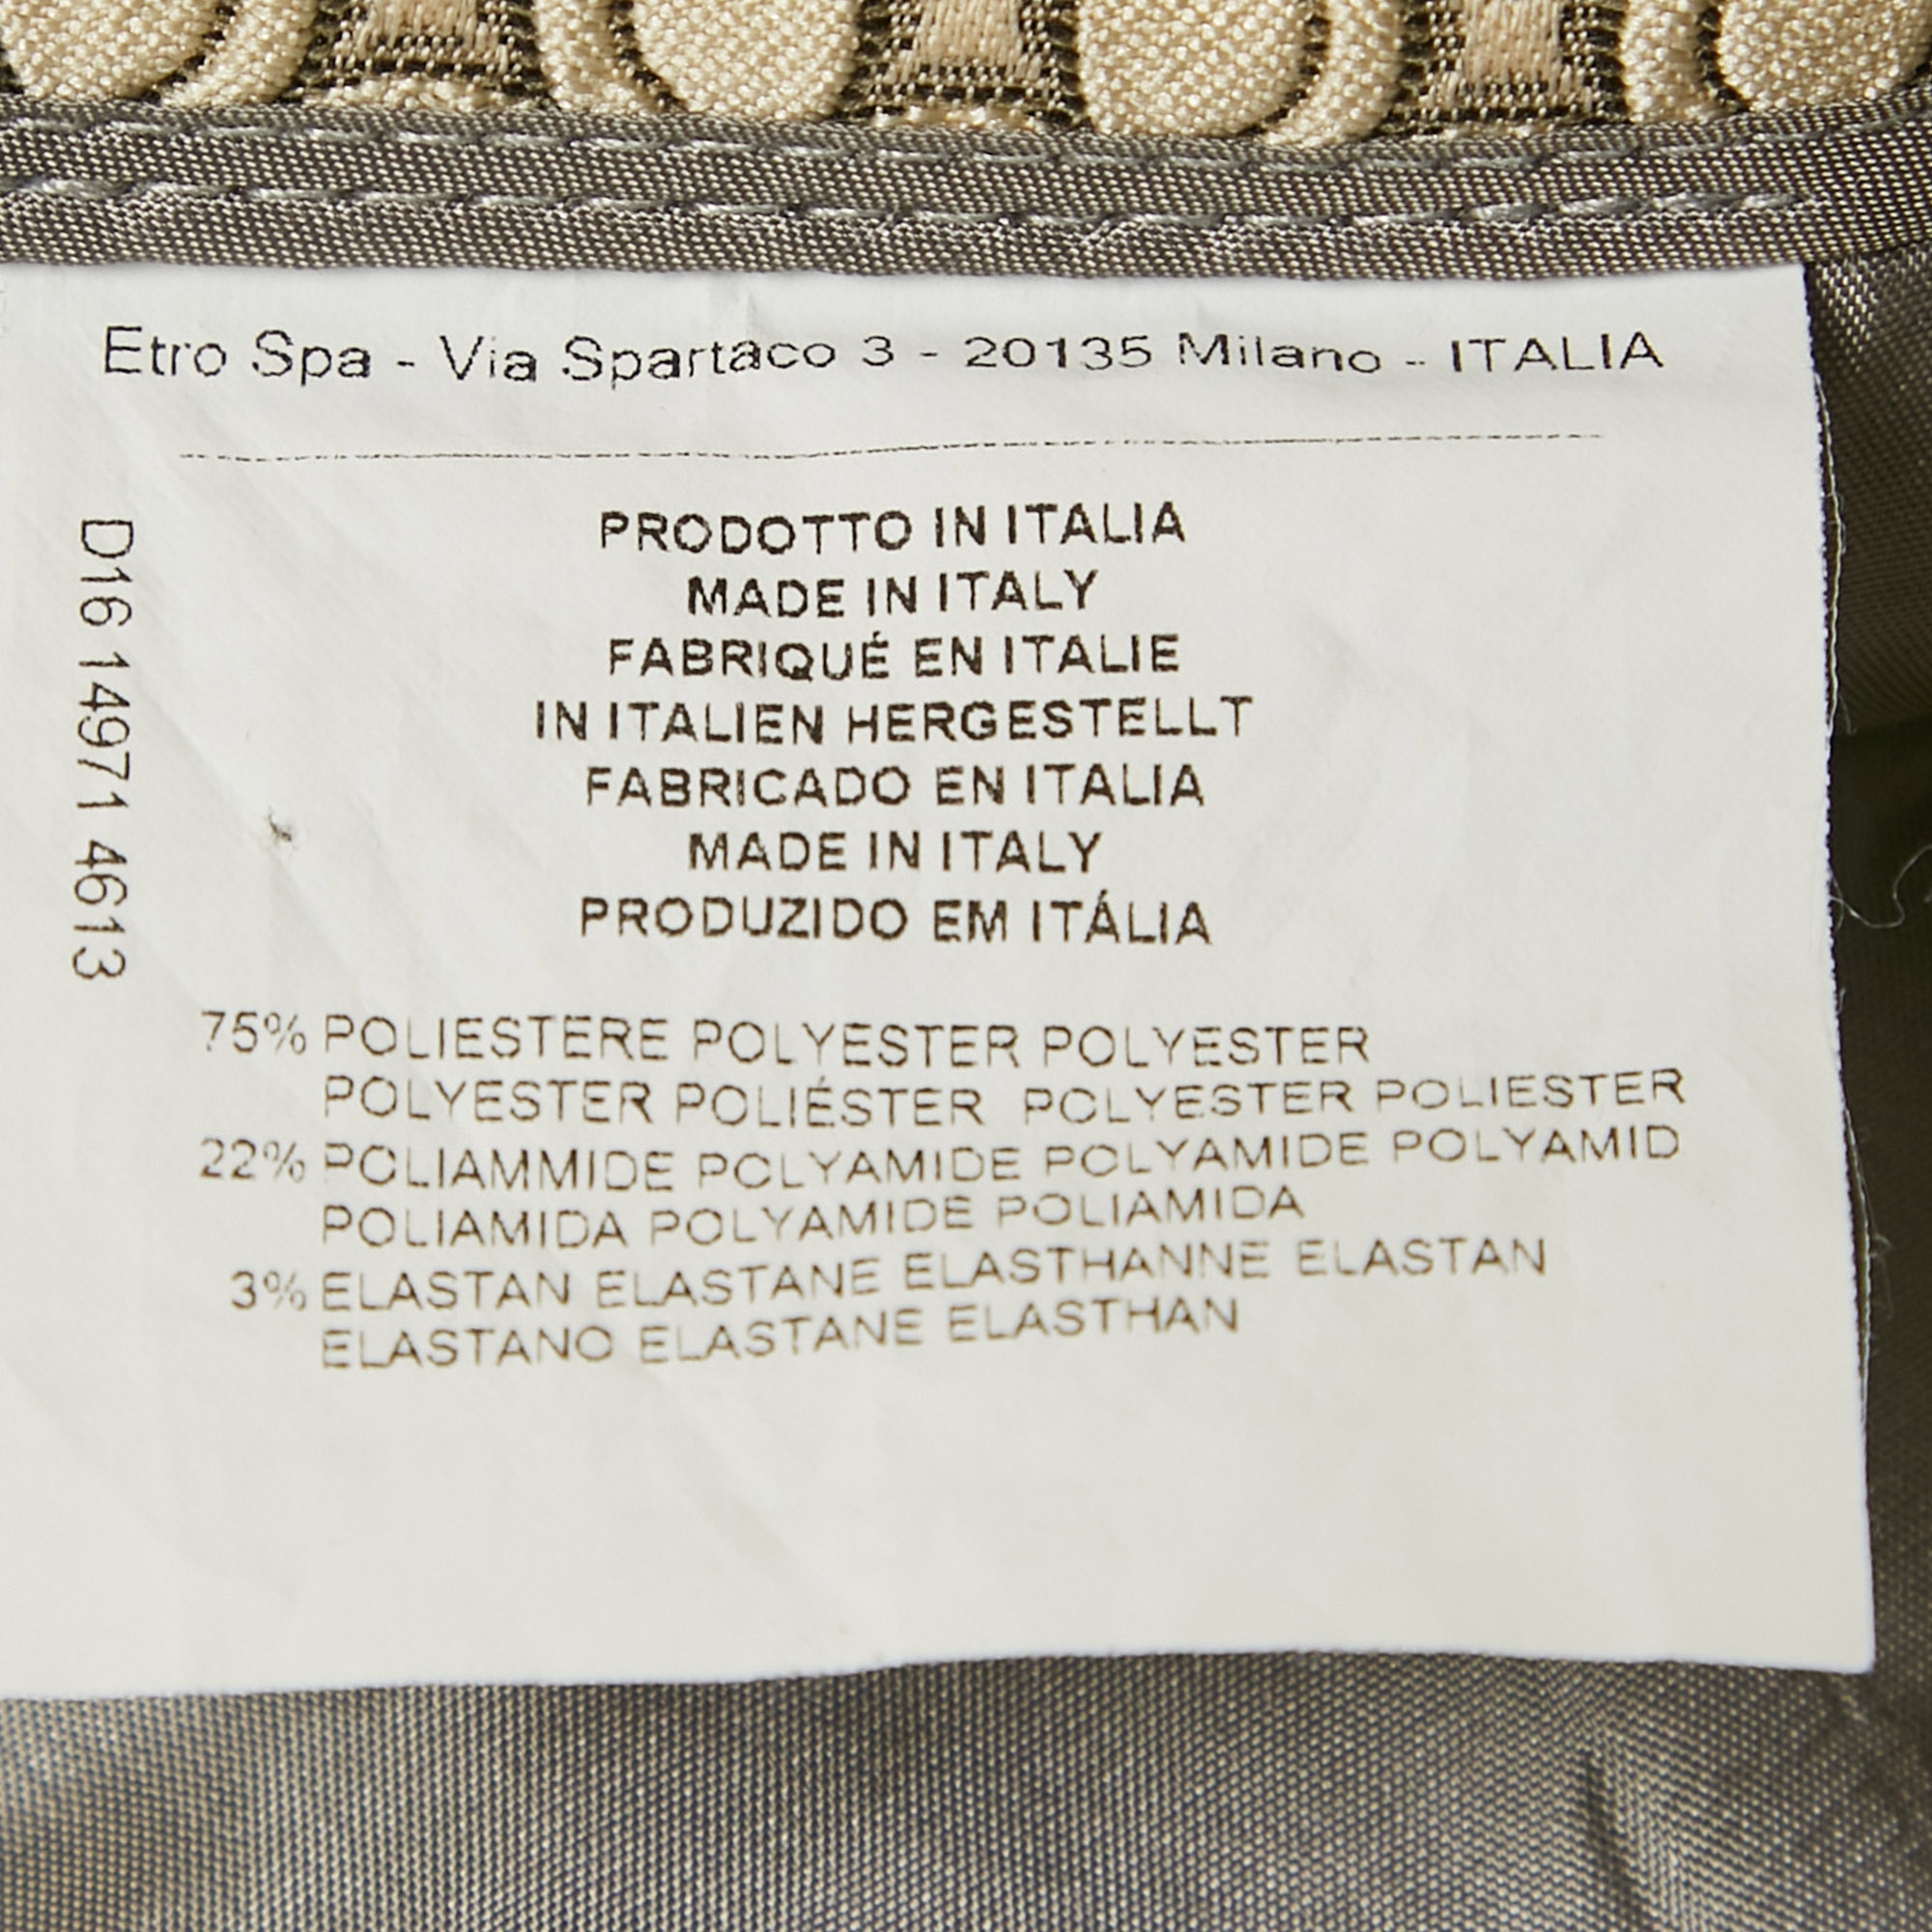 Etro Spa - Via Spartaco 3 - 20135 Milano - ITALIA
D16 14971 4613
PRODOTTO IN ITALIA
MADE IN ITALY
FABRIQUÉ EN ITALIE
IN ITALIEN HERGESTELLT
FABRICADO EN ITALIA
MADE IN ITALY
PRODUZIDO EM ITÁLIA
75% POLIESTERE POLYESTER POLYESTER
POLYESTER POLIÉSTER POLYESTER POLIESTER
22% POLIAMMIDE POLYAMIDE POLYAMIDE POLYAMID
POLIAMIDA POLYAMIDE POLIAMIDA
3% ELASTAN ELASTANE ELASTHANNE ELASTAN
ELASTANO ELASTANE ELASTHAN